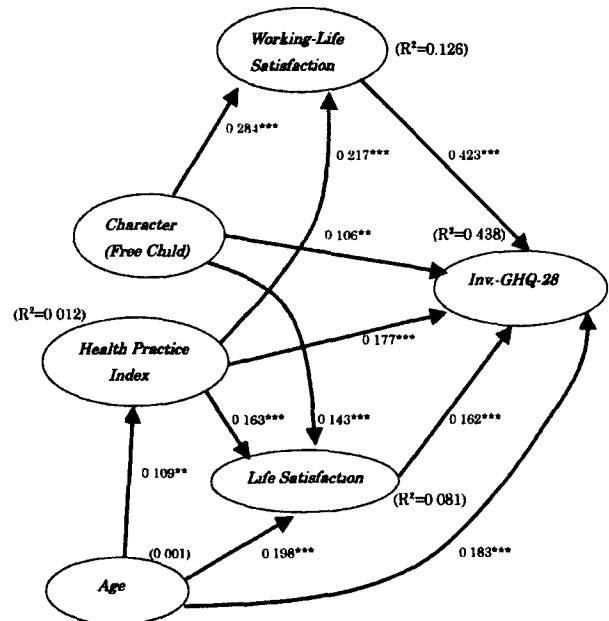 Working-Life
Satisfaction
(R²=0.126)
0 284***
0 217***
0 423***
Character
(Free Child)
0 106**
(R²=0 438)
Inv.-GHQ-28
(R²=0 012)
Health Practice
Index
0 177***
0 163***
0 143***
0 162***
Life Satisfaction
(R²=0 081)
0 109**
(0 001)
0 198***
0 183***
Age